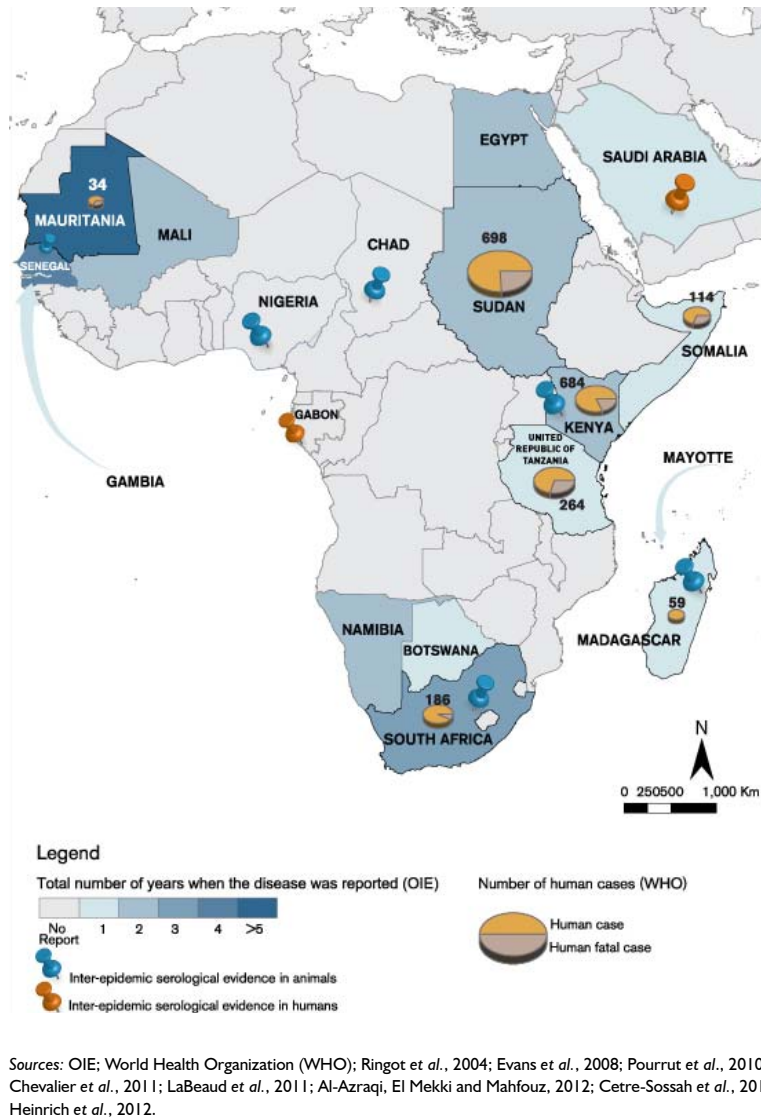 EGYPT
SAUDI ARABIA
34
MAURITANIA
MALI
CHAD
698
SUDAN
SENEGAL
NIGERIA
114
SOMALIA
684
KENYA
GABON
UNITED
REPUBLIC OF
TANZANIA
264
MAYOTTE
GAMBIA
59
MADAGASCAR
NAMIBIA
BOTSWANA
186
SOUTH AFRICA
N
0 250500 1,000 Km
Legend
Total number of years when the disease was reported (OIE)
No Report 1 2 3 4 >5
Inter-epidemic serological evidence in animals
Inter-epidemic serological evidence in humans
Number of human cases (WHO)
Human case
Human fatal case
Sources: OIE; World Health Organization (WHO); Ringot et al., 2004; Evans et al., 2008; Pourrut et al., 2010
Chevalier et al., 2011; LaBeaud et al., 2011; Al-Azraqi, El Mekki and Mahfouz, 2012; Cetre-Sossah et al., 201
Heinrich et al., 2012.